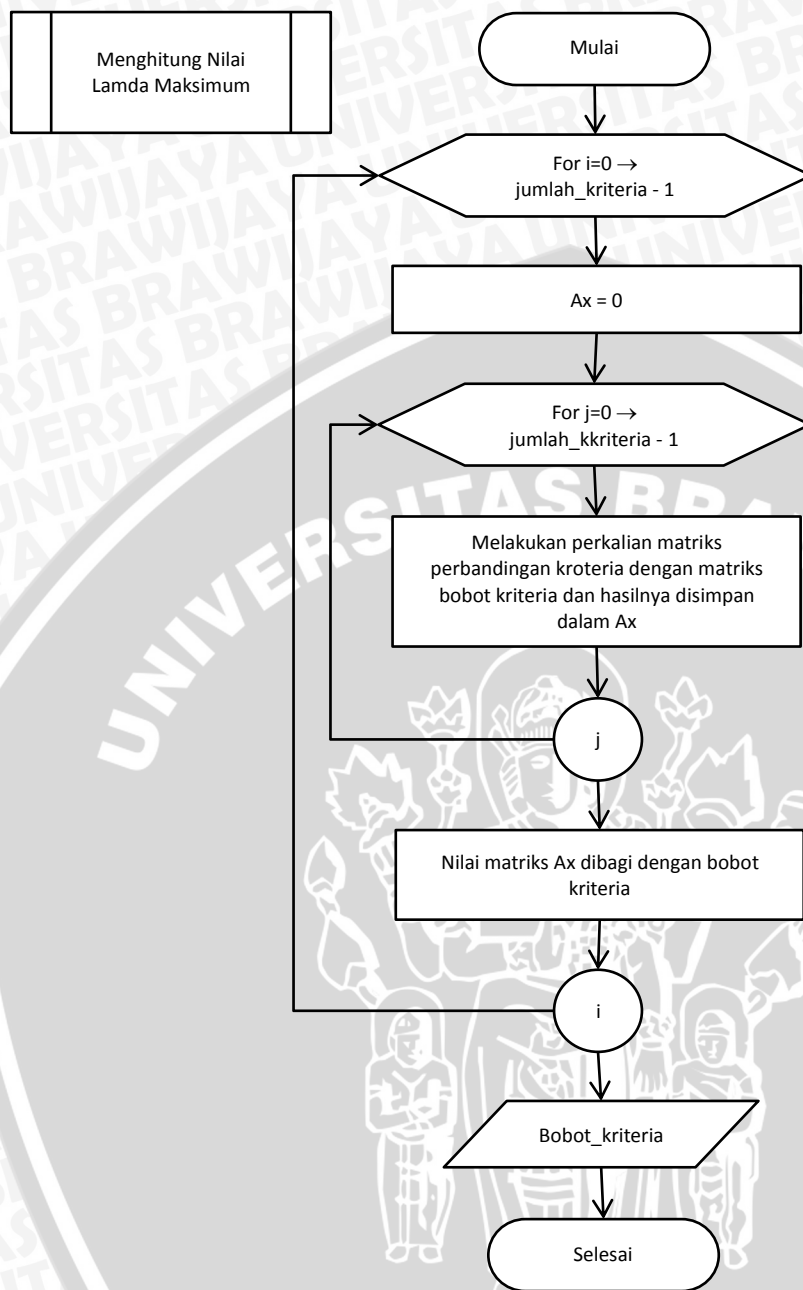 Menghitung Nilai
Lamda Maksimum
Mulai
For i=0 →
jumlah_kriteria - 1
Ax = 0
For j=0 →
jumlah_kkriteria - 1
Melakukan perkalian matriks
perbandingan kroteria dengan matriks
bobot kriteria dan hasilnya disimpan
dalam Ax
j
Nilai matriks Ax dibagi dengan bobot
kriteria
i
Bobot_kriteria
Selesai
UNIVERSITAS BRA